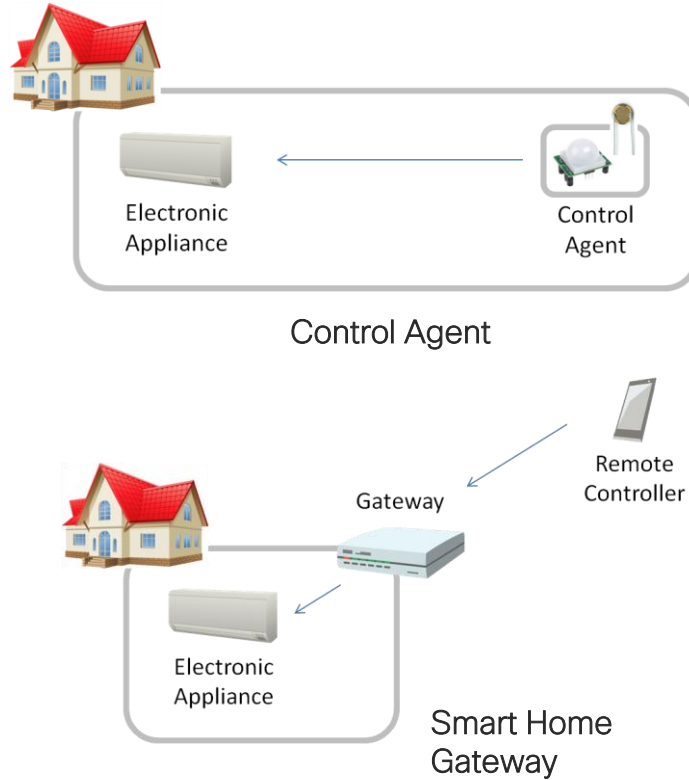 Electronic
Appliance
Control
Agent
Control Agent
Remote
Controller
Gateway
Electronic
Appliance
Smart Home
Gateway